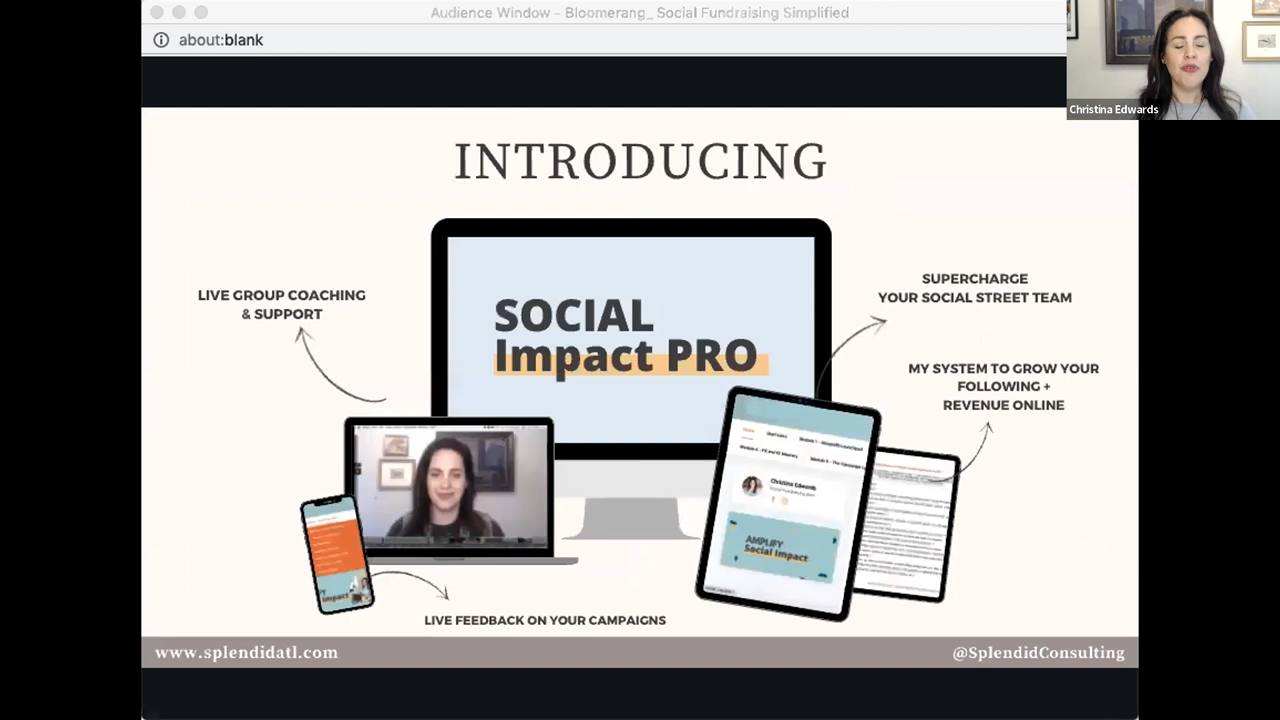 Audience Window – Bloomerang_ Social Fundraising Simplified
about:blank
Christina Edwards
INTRODUCING
LIVE GROUP COACHING
& SUPPORT
SOCIAL
Impact PRO
SUPERCHARGE
YOUR SOCIAL STREET TEAM
MY SYSTEM TO GROW YOUR
FOLLOWING +
REVENUE ONLINE
Christina Edwards
AMPLIFY
Social Impact
LIVE FEEDBACK ON YOUR CAMPAIGNS
www.splendidatl.com
@SplendidConsulting